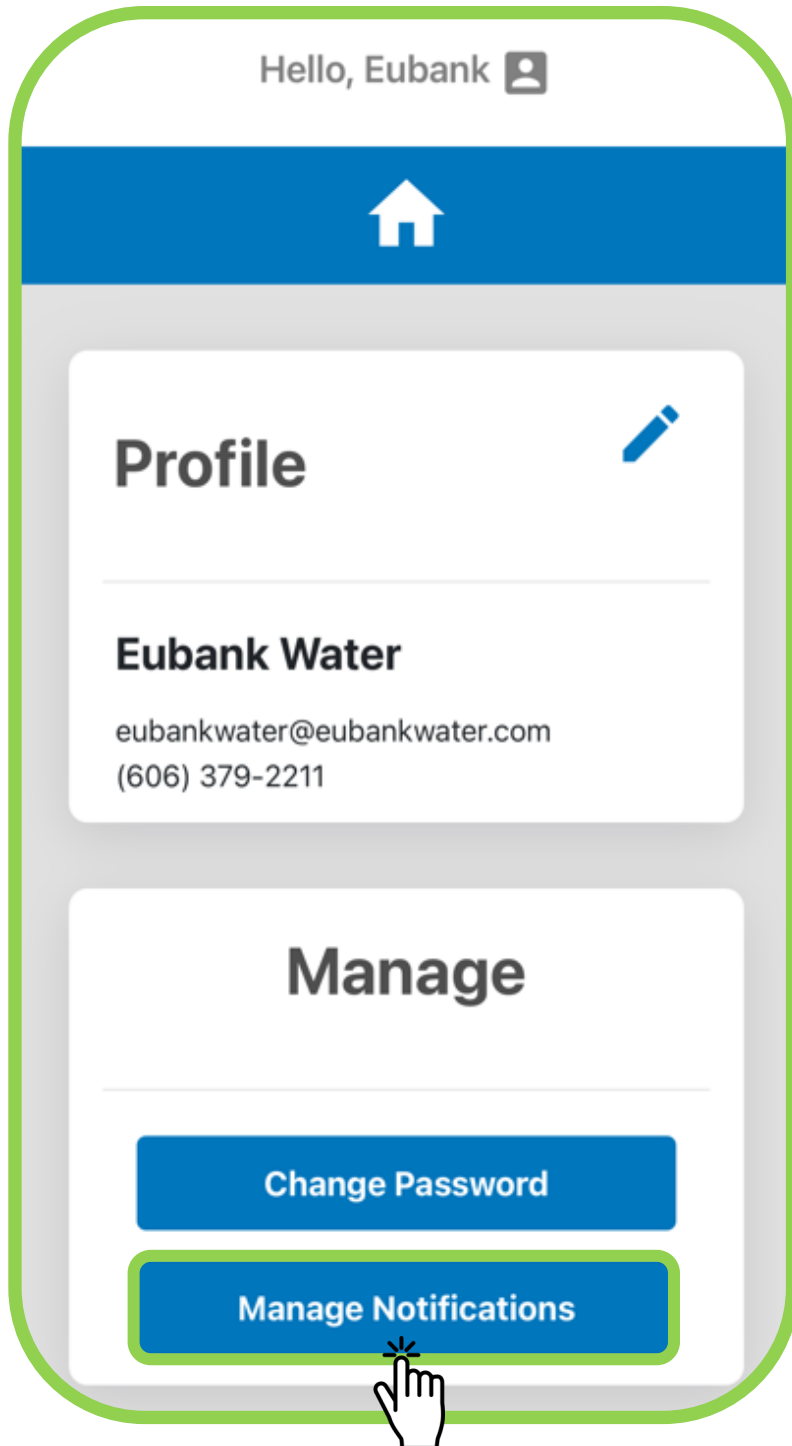 Hello, Eubank
Profile
Eubank Water
eubankwater@eubankwater.com
(606) 379-2211
Manage
Change Password
Manage Notifications